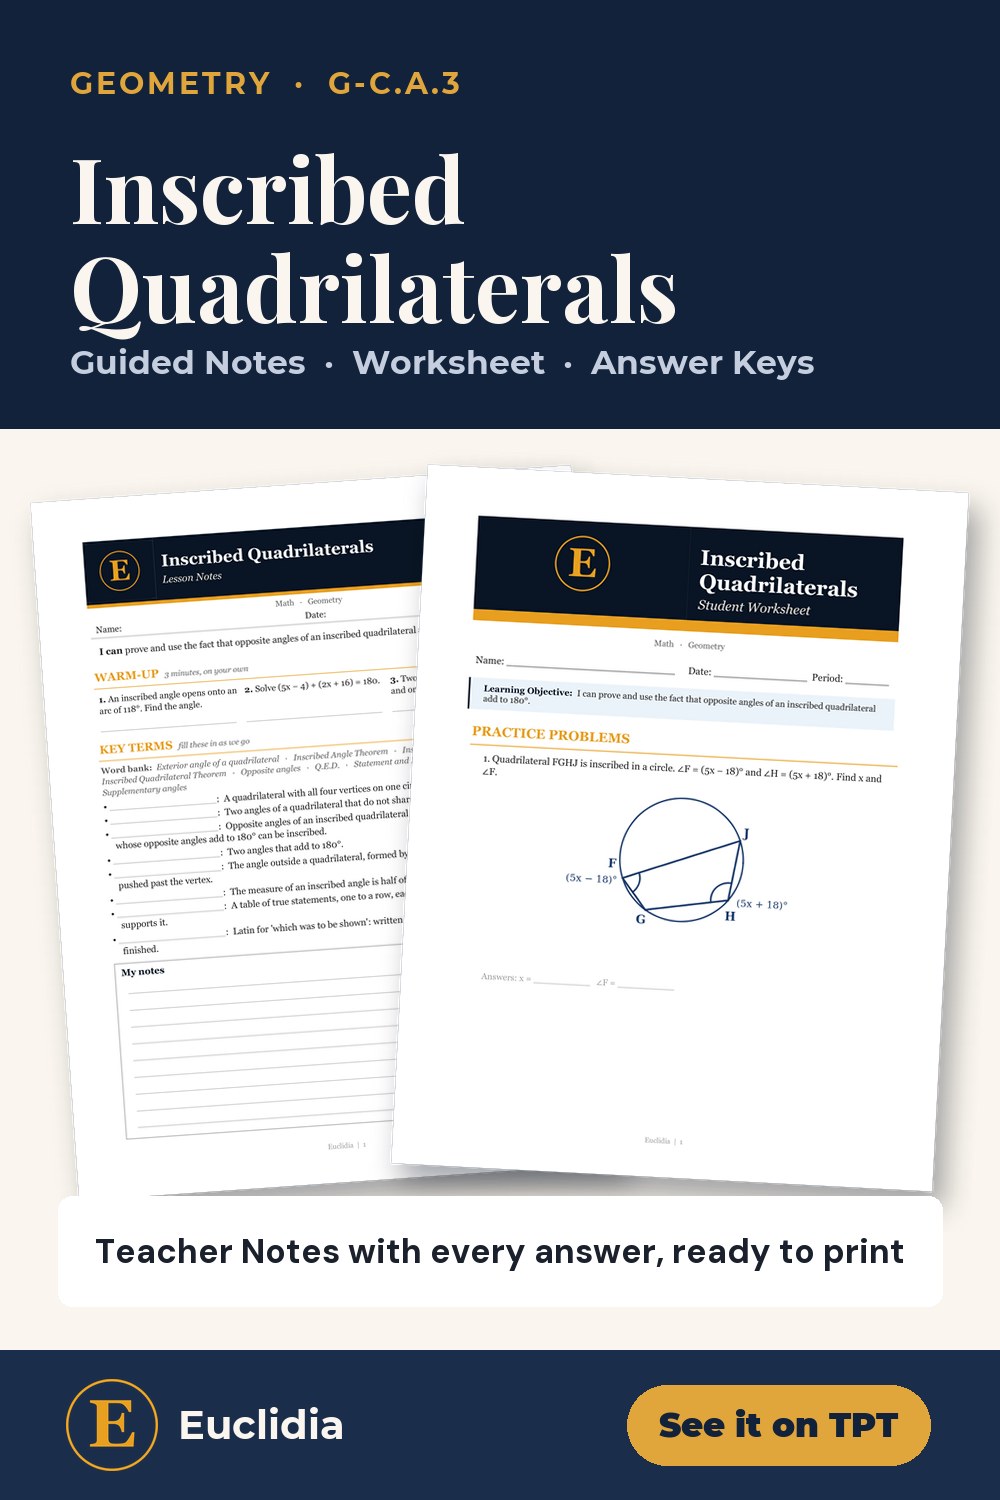 GEOMETRY · G-C.A.3
Inscribed
Quadrilaterals
Guided Notes · Worksheet · Answer Keys
E
Inscribed Quadrilaterals
Lesson Notes
Math · Geometry
Name:
Date:
I can prove and use the fact that opposite angles of an inscribed quadrilateral
WARM-UP 3 minutes, on your own
1. An inscribed angle opens onto an
arc of 118°. Find the angle.
2. Solve (5x − 4) + (2x + 16) = 180.
3. Two
and or
KEY TERMS fill these in as we go
Word bank: Exterior angle of a quadrilateral · Inscribed Angle Theorem ·
Inscribed Quadrilateral Theorem · Opposite angles · Q.E.D. · Statement and
Supplementary angles
• : A quadrilateral with all four vertices on one
• : Two angles of a quadrilateral that do not
• : Opposite angles of an inscribed quadrilateral
whose opposite angles add to 180° can be inscribed.
• : Two angles that add to 180°.
• : The angle outside a quadrilateral, formed by
pushed past the vertex.
• : The measure of an inscribed angle is half of
• : A table of true statements, one to a row,
supports it.
• : Latin for 'which was to be shown': written
finished.
My notes
Euclidia | 1
E
Inscribed
Quadrilaterals
Student Worksheet
Math · Geometry
Name: Date: Period:
Learning Objective: I can prove and use the fact that opposite angles of an inscribed quadrilateral
add to 180°.
PRACTICE PROBLEMS
1. Quadrilateral FGHJ is inscribed in a circle. ∠F = (5x − 18)° and ∠H = (5x + 18)°. Find x and
∠F.
J
F
(5x − 18)°
(5x + 18)°
G
H
Answers: x = ∠F =
Euclidia | 1
Teacher Notes with every answer, ready to print
E
Euclidia
See it on TPT